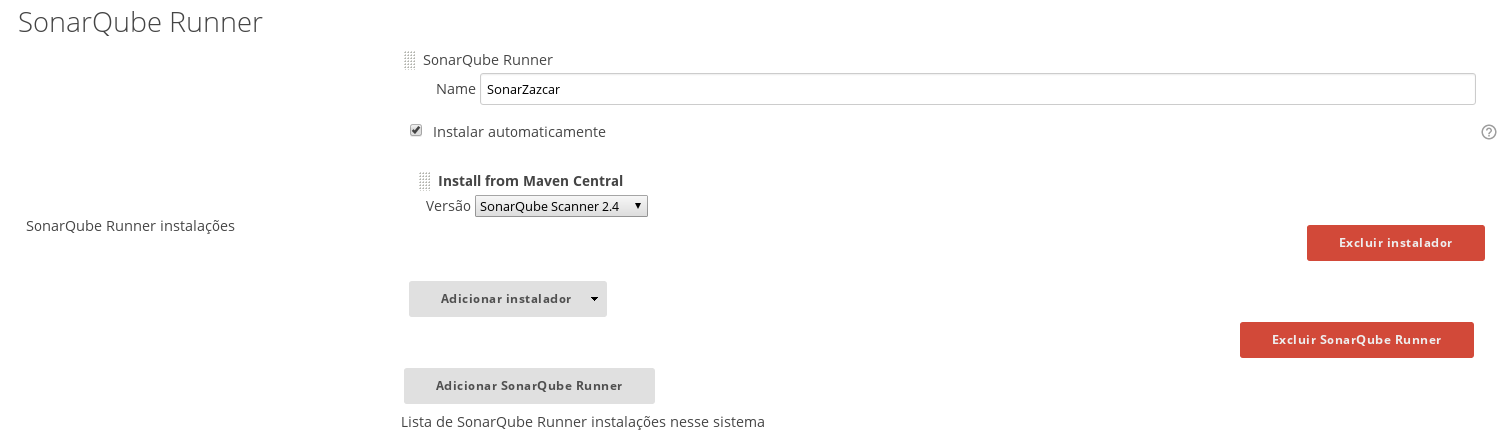 SonarQube Runner
SonarQube Runner
Name SonarZazcar
Instalar automaticamente
Install from Maven Central
Versão SonarQube Scanner 2.4
SonarQube Runner instalações
Excluir instalador
Adicionar instalador
Excluir SonarQube Runner
Adicionar SonarQube Runner
Lista de SonarQube Runner instalações nesse sistema